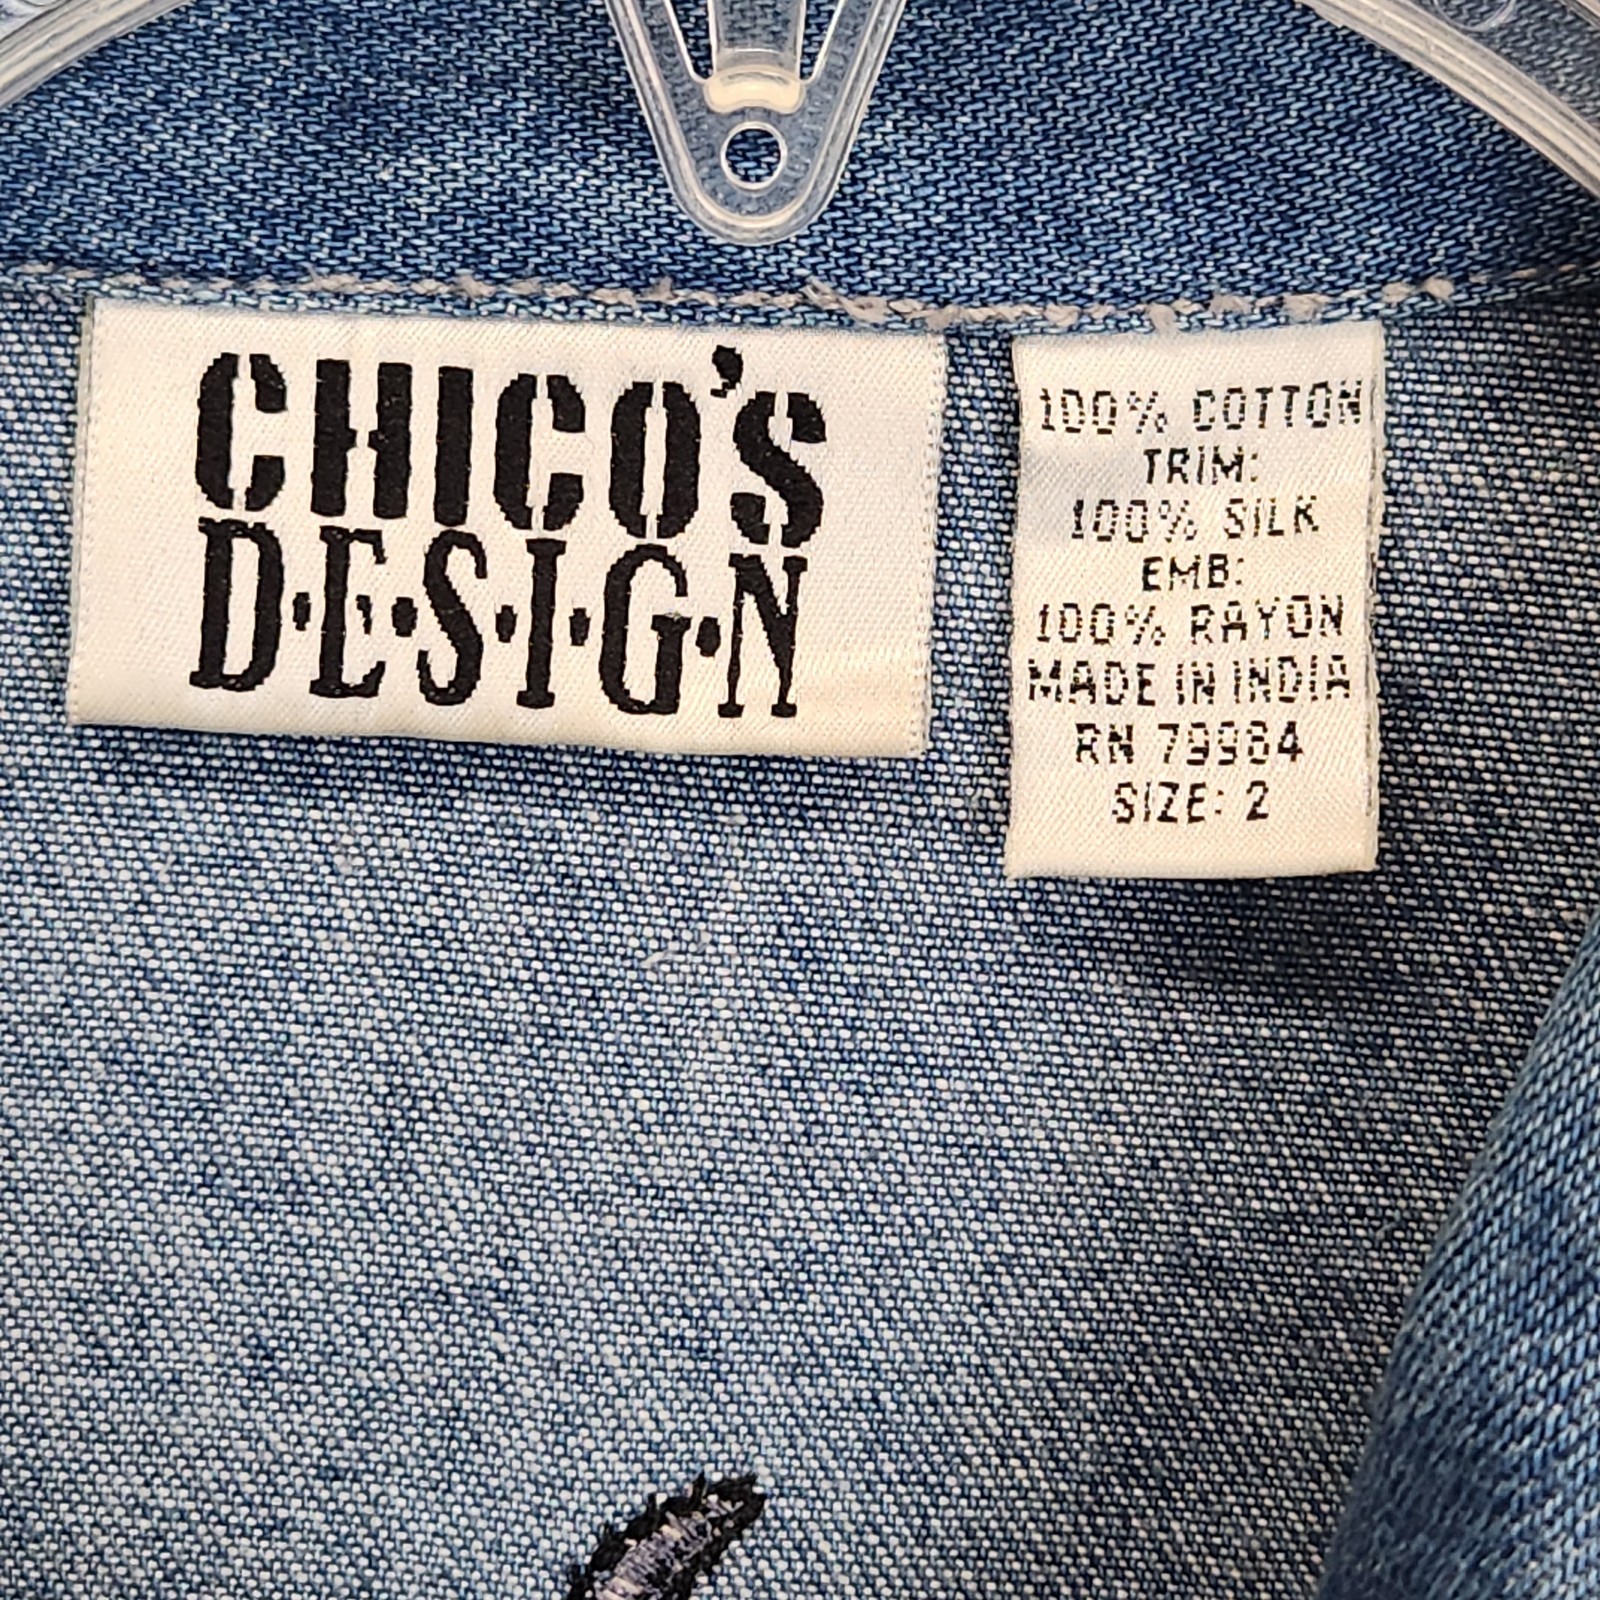 CHICO'S
D·E·S·I·G·N
100% COTTON
TRIM:
100% SILK
EMB:
100% RAYON
MADE IN INDIA
RN 79984
SIZE: 2